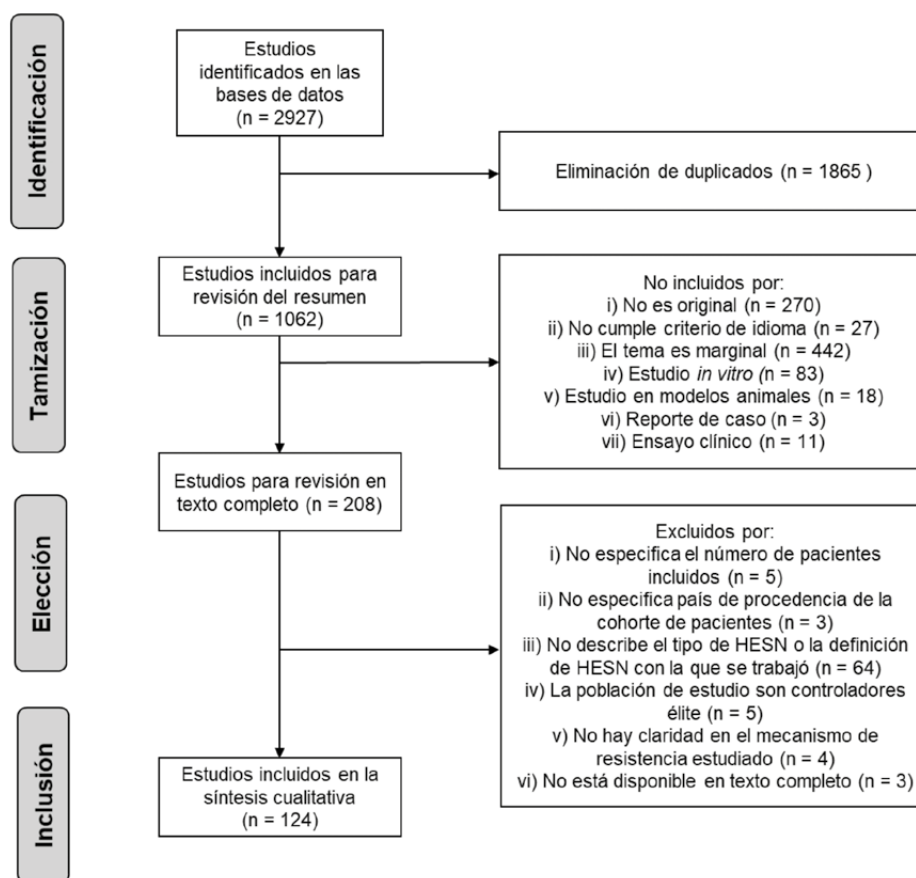 Identificación
Estudios
identificados en las
bases de datos
(n = 2927)
Eliminación de duplicados (n = 1865 )
Tamización
Estudios incluidos para
revisión del resumen
(n = 1062)
No incluidos por:
i) No es original (n = 270)
ii) No cumple criterio de idioma (n = 27)
iii) El tema es marginal (n = 442)
iv) Estudio in vitro (n = 83)
v) Estudio en modelos animales (n = 18)
vi) Reporte de caso (n = 3)
vii) Ensayo clínico (n = 11)
Estudios para revisión en
texto completo (n = 208)
Elección
Excluidos por:
i) No especifica el número de pacientes
incluidos (n = 5)
ii) No especifica país de procedencia de la
cohorte de pacientes (n = 3)
iii) No describe el tipo de HESN o la definición
de HESN con la que se trabajó (n = 64)
iv) La población de estudio son controladores
élite (n = 5)
v) No hay claridad en el mecanismo de
resistencia estudiado (n = 4)
vi) No está disponible en texto completo (n = 3)
Inclusión
Estudios incluidos en la
síntesis cualitativa
(n = 124)